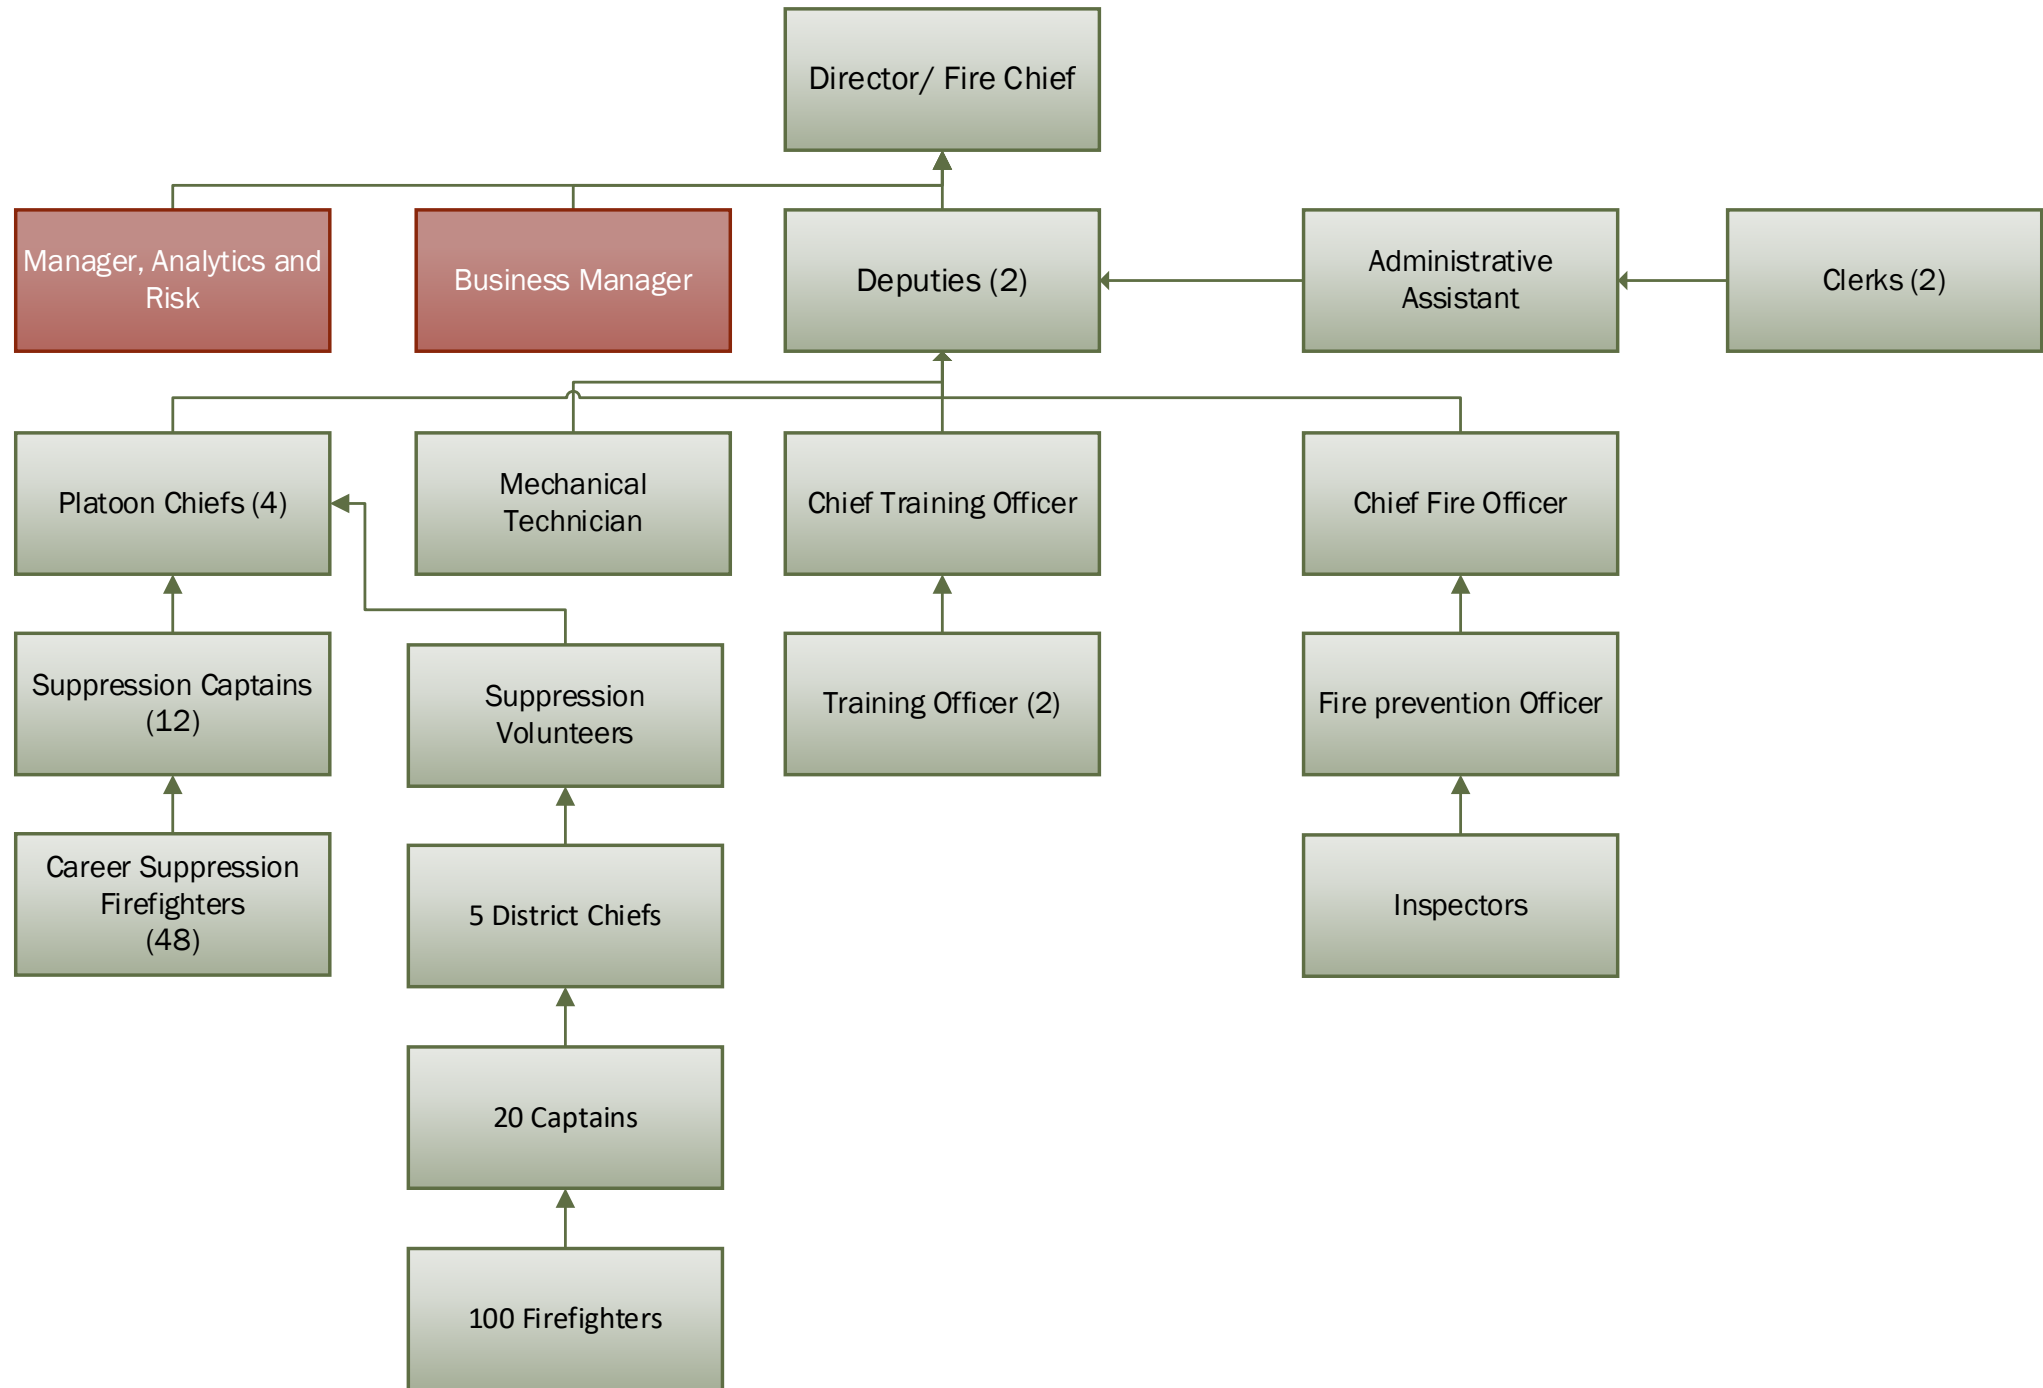 Director/ Fire Chief
Manager, Analytics and
Risk
Business Manager
Deputies (2)
Administrative
Assistant
Clerks (2)
Platoon Chiefs (4)
Mechanical
Technician
Chief Training Officer
Chief Fire Officer
Suppression Captains
(12)
Suppression
Volunteers
Training Officer (2)
Fire prevention Officer
Career Suppression
Firefighters
(48)
5 District Chiefs
Inspectors
20 Captains
100 Firefighters